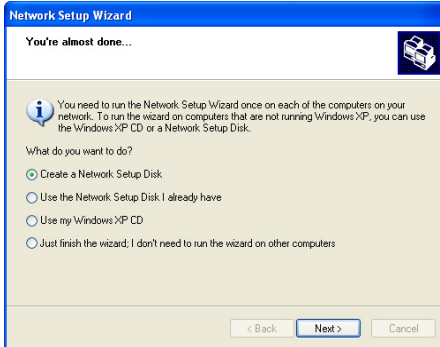 Network Setup Wizard
You're almost done...
You need to run the Network Setup Wizard once on each of the computers on your
network. To run the wizard on computers that are not running Windows XP, you can use
the Windows XP CD or a Network Setup Disk.
What do you want to do?
Create a Network Setup Disk
Use the Network Setup Disk I already have
Use my Windows XP CD
Just finish the wizard; I don't need to run the wizard on other computers
< Back Next > Cancel